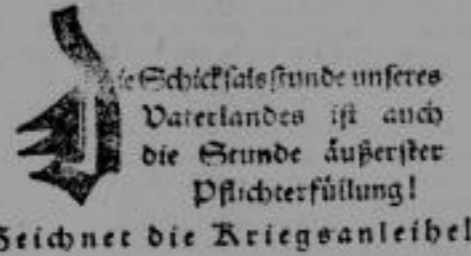 Die Schicksalsstunde unseres
Vaterlandes ist auch
die Stunde äußerster
Pflichterfüllung!
Zeichnet die Kriegsanleihe!